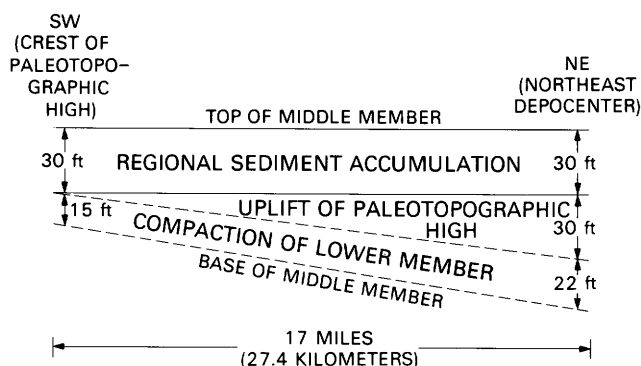 SW
(CREST OF
PALEOTOPO-
GRAPHIC
HIGH)
NE
(NORTHEAST
DEPOCENTER)
TOP OF MIDDLE MEMBER
30 ft
REGIONAL SEDIMENT ACCUMULATION
30 ft
15 ft
UPLIFT OF PALEOTOPOGRAPHIC
HIGH
30 ft
COMPACTION OF LOWER MEMBER
BASE OF MIDDLE MEMBER
22 ft
17 MILES
(27.4 KILOMETERS)